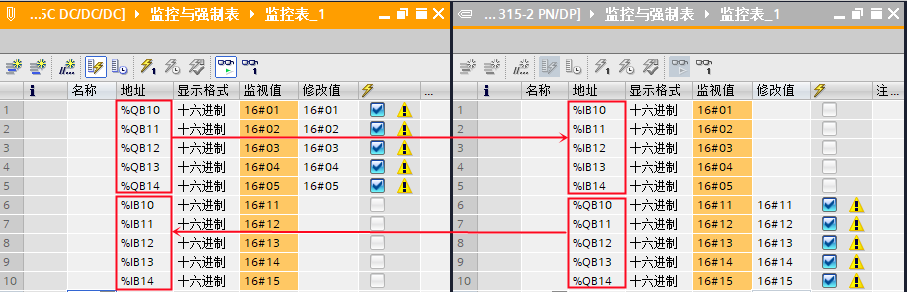 ...5C DC/DC/DC] ▸ 监控与强制表 ▸ 监控表_1
i 名称 地址 显示格式 监视值 修改值 ...
1 %QB10 十六进制 16#01 16#01
2 %QB11 十六进制 16#02 16#02
3 %QB12 十六进制 16#03 16#03
4 %QB13 十六进制 16#04 16#04
5 %QB14 十六进制 16#05 16#05
6 %IB10 十六进制 16#11
7 %IB11 十六进制 16#12
8 %IB12 十六进制 16#13
9 %IB13 十六进制 16#14
10 %IB14 十六进制 16#15
...315-2 PN/DP] ▸ 监控与强制表 ▸ 监控表_1
i 名称 地址 显示格式 监视值 修改值 注...
1 %IB10 十六进制 16#01
2 %IB11 十六进制 16#02
3 %IB12 十六进制 16#03
4 %IB13 十六进制 16#04
5 %IB14 十六进制 16#05
6 %QB10 十六进制 16#11 16#11
7 %QB11 十六进制 16#12 16#12
8 %QB12 十六进制 16#13 16#13
9 %QB13 十六进制 16#14 16#14
10 %QB14 十六进制 16#15 16#15